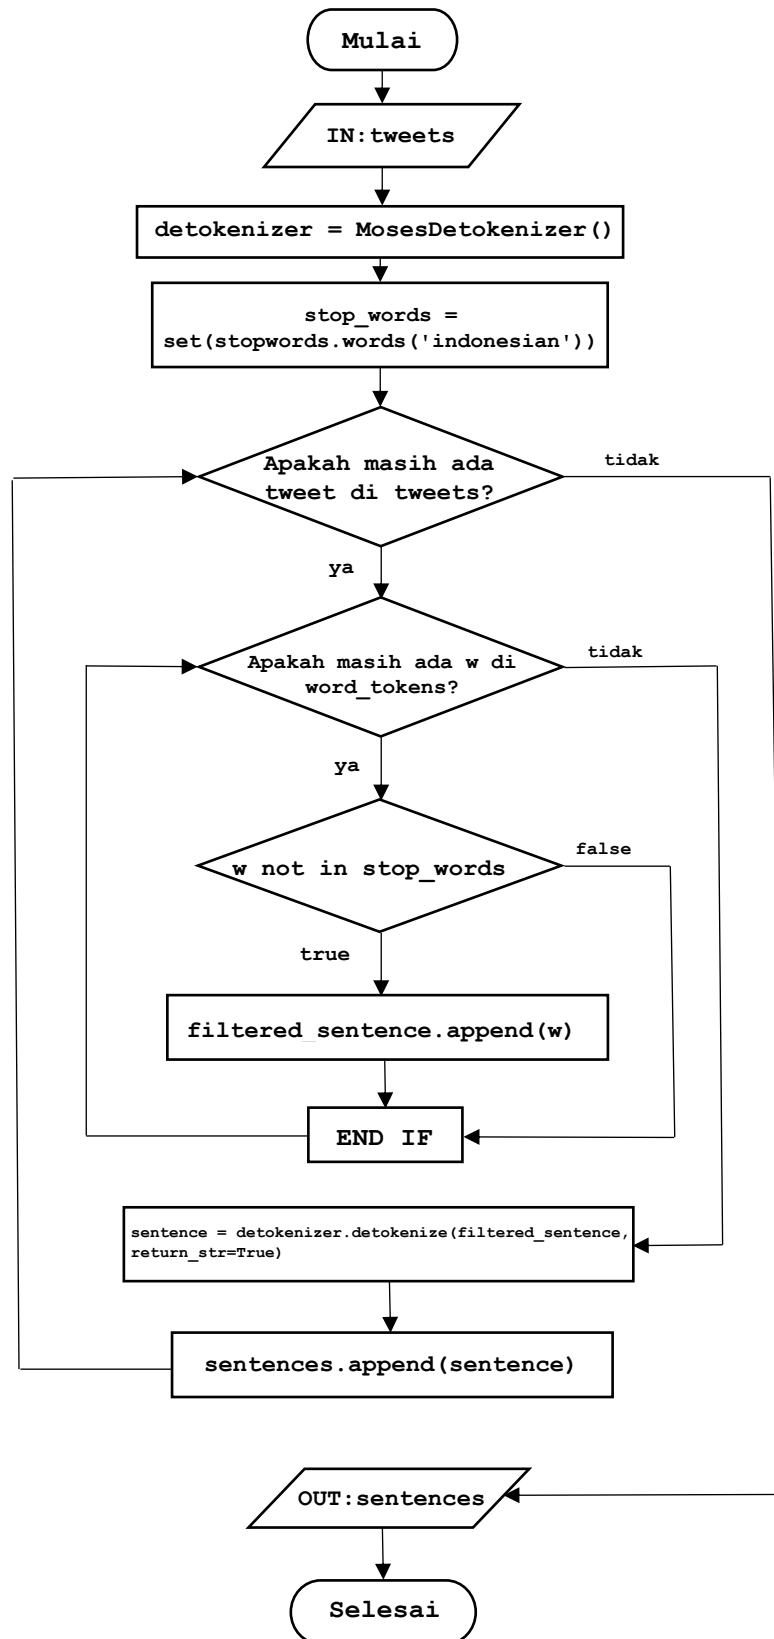 Mulai
IN:tweets
detokenizer = MosesDetokenizer()
stop_words =
set(stopwords.words('indonesian'))
Apakah masih ada
tweet di tweets?
tidak
ya
Apakah masih ada w di
word_tokens?
tidak
ya
w not in stop_words
false
true
filtered_sentence.append(w)
END IF
sentence = detokenizer.detokenize(filtered_sentence,
return_str=True)
sentences.append(sentence)
OUT:sentences
Selesai